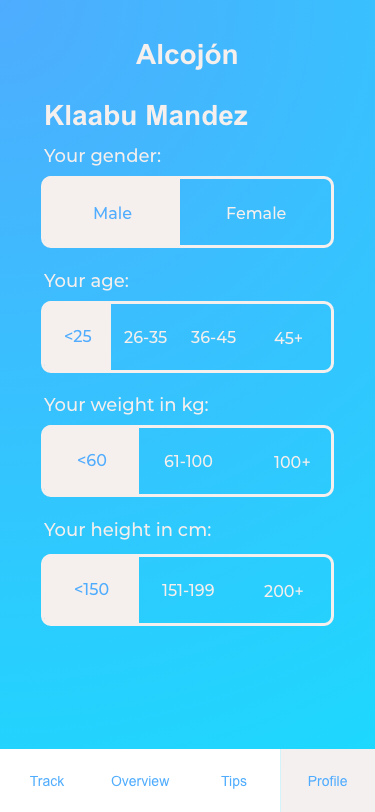 Alcojón
Klaabu Mandez
Your gender:
Male Female
Your age:
<25 26-35 36-45 45+
Your weight in kg:
<60 61-100 100+
Your height in cm:
<150 151-199 200+
Track Overview Tips Profile